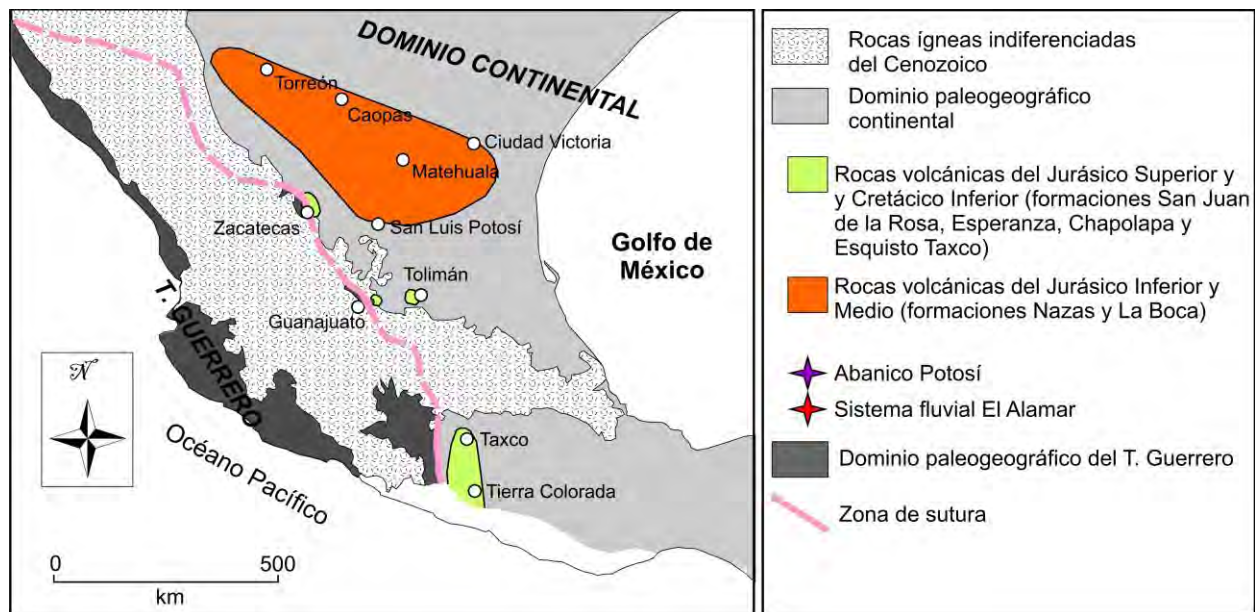 DOMINIO CONTINENTAL
Torreón
Caopas
Ciudad Victoria
Matehuala
Zacatecas
San Luis Potosí
Golfo de
México
Tolimán
Guanajuato
T. GUERRERO
N
Taxco
Océano Pacífico
Tierra Colorada
0 500
km
Rocas ígneas indiferenciadas
del Cenozoico
Dominio paleogeográfico
continental
Rocas volcánicas del Jurásico Superior y
y Cretácico Inferior (formaciones San Juan
de la Rosa, Esperanza, Chapolapa y
Esquisto Taxco)
Rocas volcánicas del Jurásico Inferior y
Medio (formaciones Nazas y La Boca)
Abanico Potosí
Sistema fluvial El Alamar
Dominio paleogeográfico del T. Guerrero
Zona de sutura